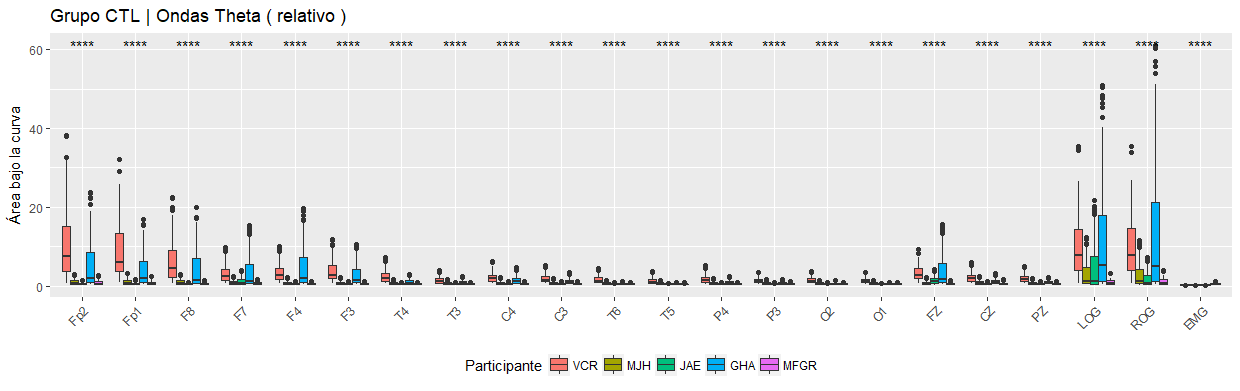 Grupo CTL | Ondas Theta ( relativo )
**** **** **** **** **** **** **** **** **** **** **** **** **** **** **** **** **** **** **** **** **** ****
Área bajo la curva
60
40
20
0
Fp2 Fp1 F8 F7 F4 F3 T4 T3 C4 C3 T6 T5 P4 P3 O2 O1 FZ CZ PZ LOG ROG EMG
Participante VCR MJH JAE GHA MFGR